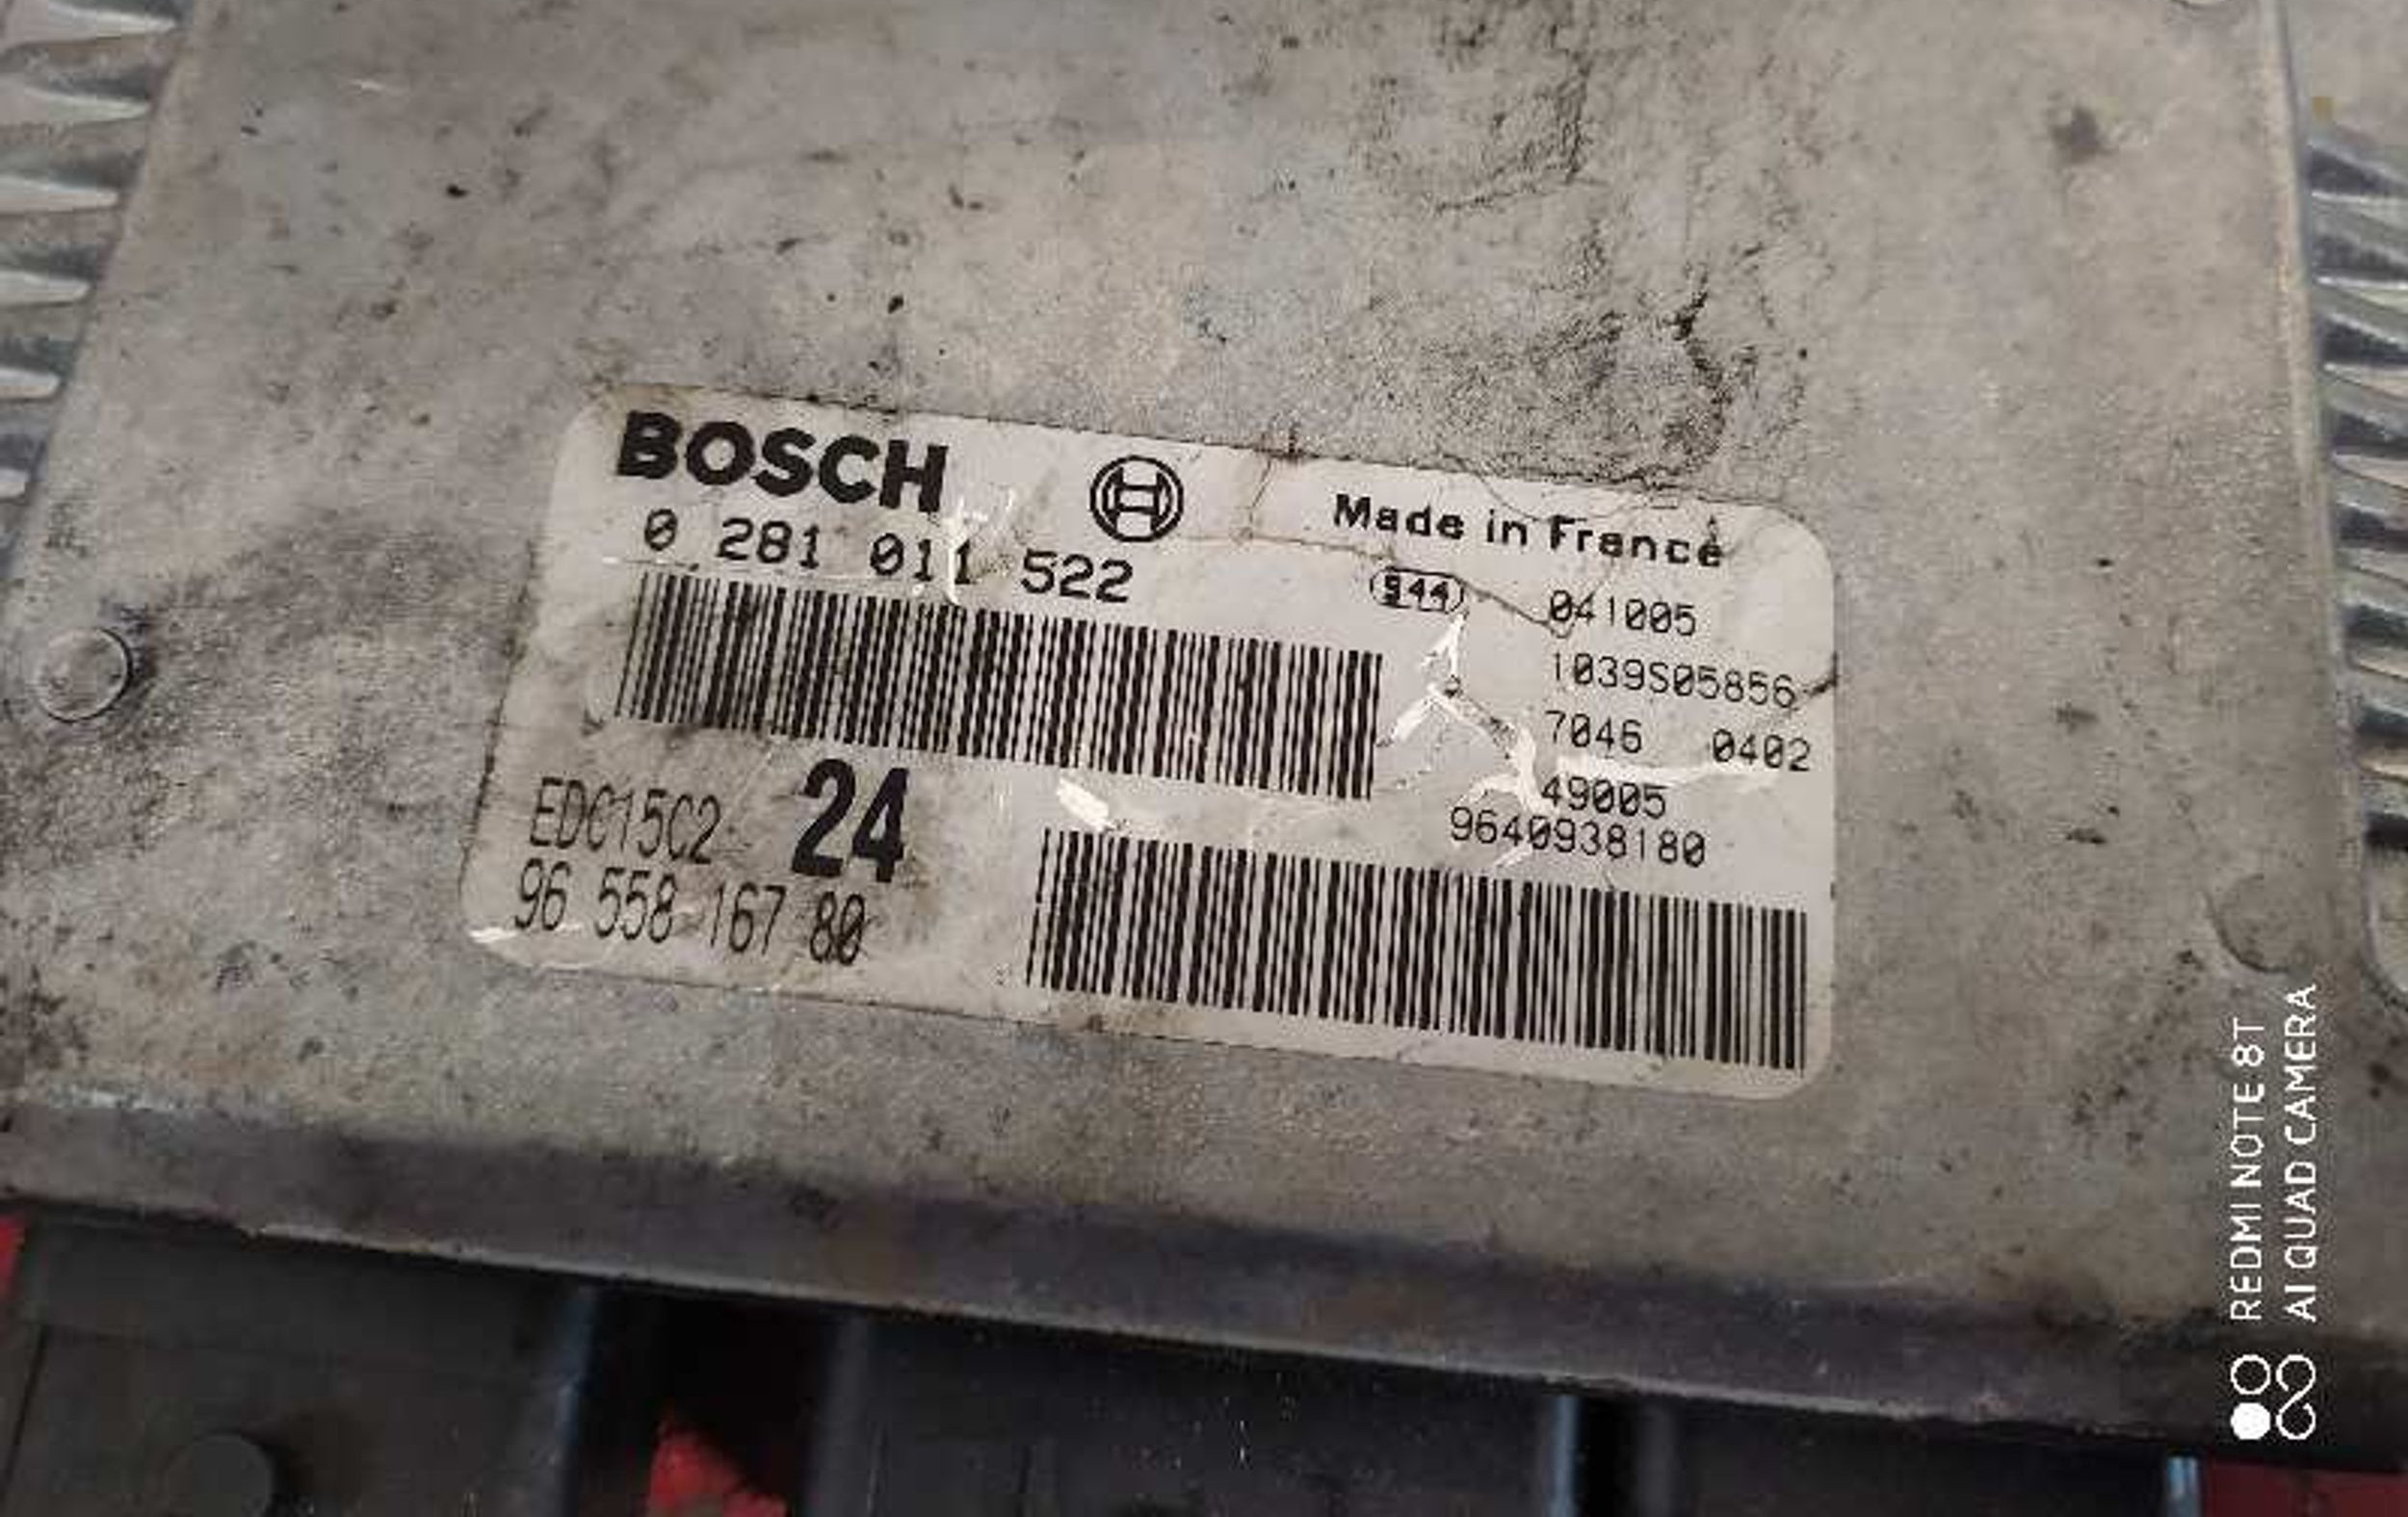 BOSCH
Made in France
0 281 011 522
944
041005
1039S05856
7046 0402
49005
9640938180
EDC15C2 24
96 558 167 80
REDMI NOTE 8T
AI QUAD CAMERA